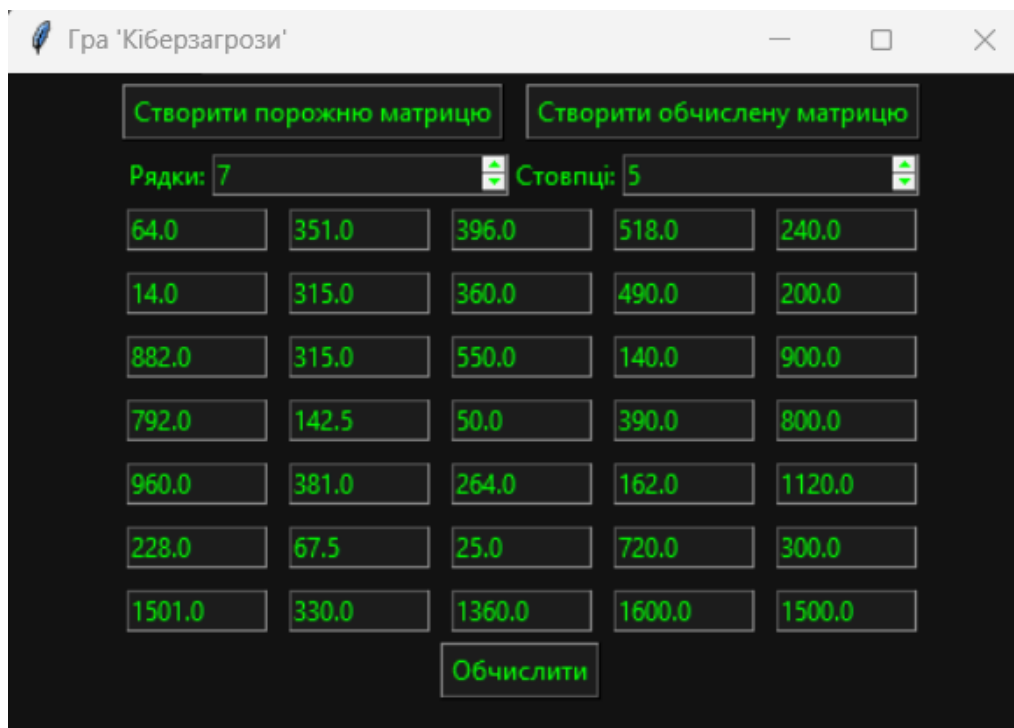 Гра 'Кіберзагрози'
Створити порожню матрицю Створити обчислену матрицю
Рядки: 7 Стовпці: 5
64.0 351.0 396.0 518.0 240.0
14.0 315.0 360.0 490.0 200.0
882.0 315.0 550.0 140.0 900.0
792.0 142.5 50.0 390.0 800.0
960.0 381.0 264.0 162.0 1120.0
228.0 67.5 25.0 720.0 300.0
1501.0 330.0 1360.0 1600.0 1500.0
Обчислити